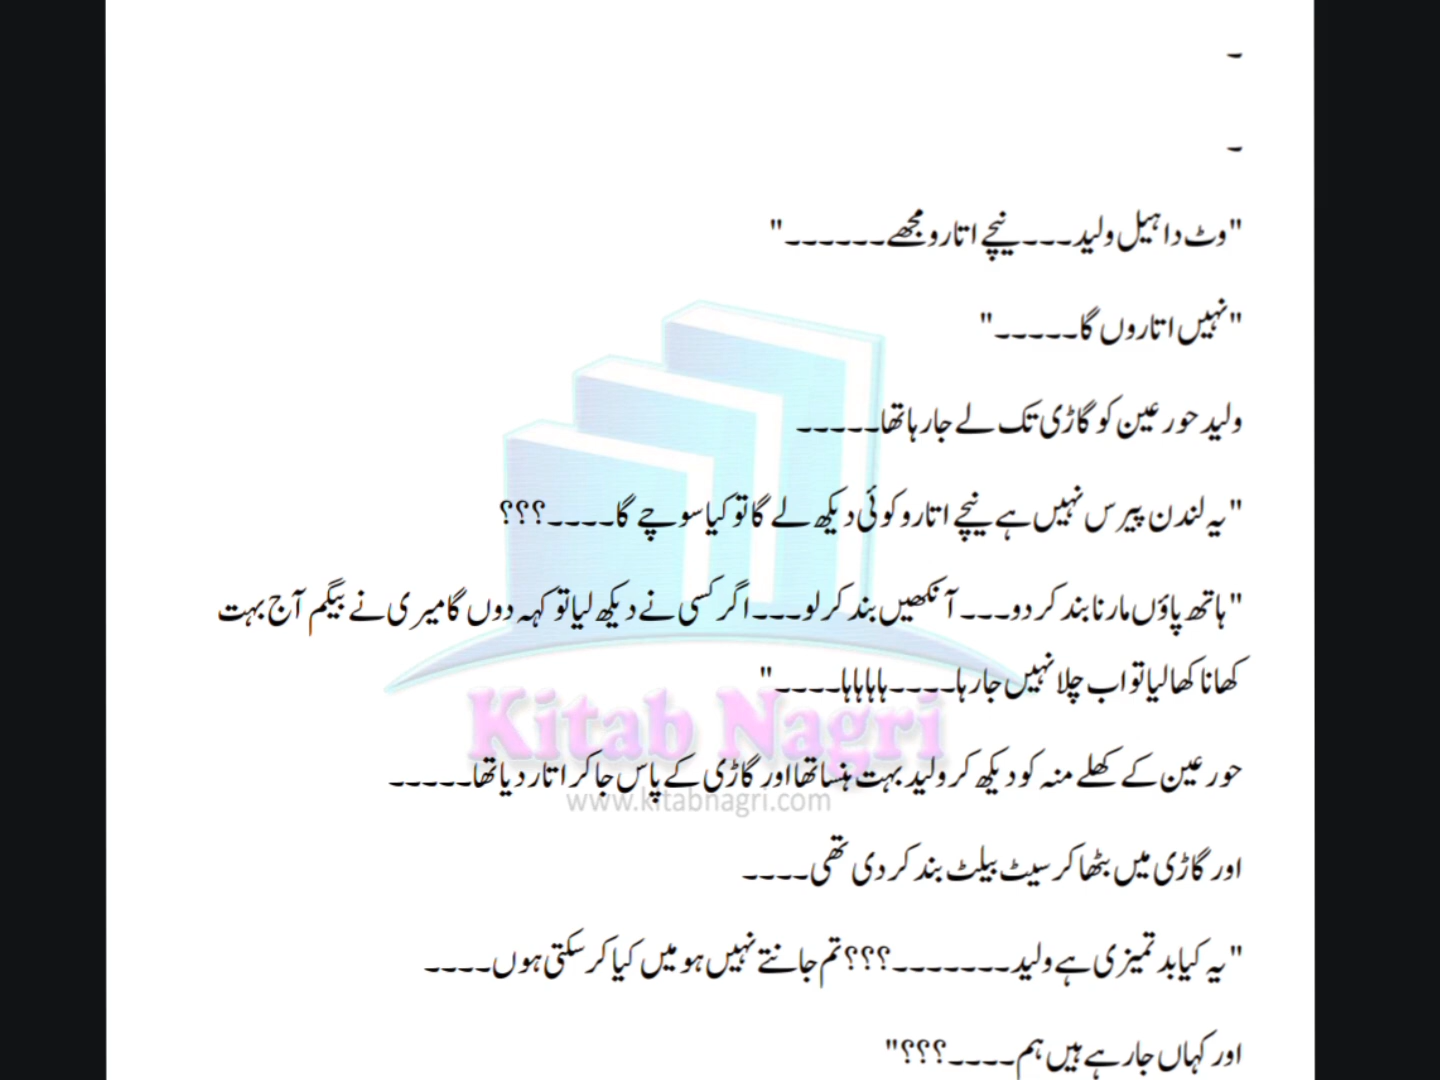 -
-
"وٹ دا ہیل ولید۔۔۔۔نیچے اتارو مجھے۔۔۔۔۔۔"
"نہیں اتاروں گا۔۔۔۔۔"
ولید حور عین کو گاڑی تک لے جا رہا تھا۔۔۔۔۔
"یہ لندن پیرس نہیں ہے نیچے اتارو کوئی دیکھ لے گا تو کیا سوچے گا۔۔۔۔؟؟؟
"ہاتھ پاؤں مارنا بند کر دو۔۔۔ آنکھیں بند کر لو۔۔۔اگر کسی نے دیکھ لیا تو کہہ دوں گا میری نے بیگم آج بہت
کھانا کھا لیا تو اب چلا نہیں جا رہا۔۔۔۔ہاہاہاہا۔۔۔۔"
Kitab Nagri
حور عین کے کھلے منہ کو دیکھ کر ولید بہت ہنسا تھا اور گاڑی کے پاس جا کر اتار دیا تھا۔۔۔۔۔
www.kitabnagri.com
اور گاڑی میں بٹھا کر سیٹ بیلٹ بند کر دی تھی۔۔۔۔
"یہ کیا بد تمیزی ہے ولید۔۔۔۔۔۔۔؟؟؟ تم جانتے نہیں ہو میں کیا کر سکتی ہوں۔۔۔۔
اور کہاں جا رہے ہیں ہم۔۔۔۔؟؟؟"